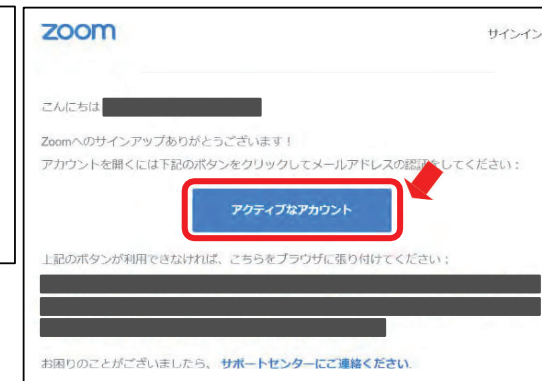 zoom
サインイン
こんにちは
Zoomへのサインアップありがとうございます！
アカウントを開くには下記のボタンをクリックしてメールアドレスの認証をしてください：
アクティブなアカウント
上記のボタンが利用できなければ、こちらをブラウザに張り付けてください：
お困りのことがございましたら、 サポートセンターにご連絡ください.